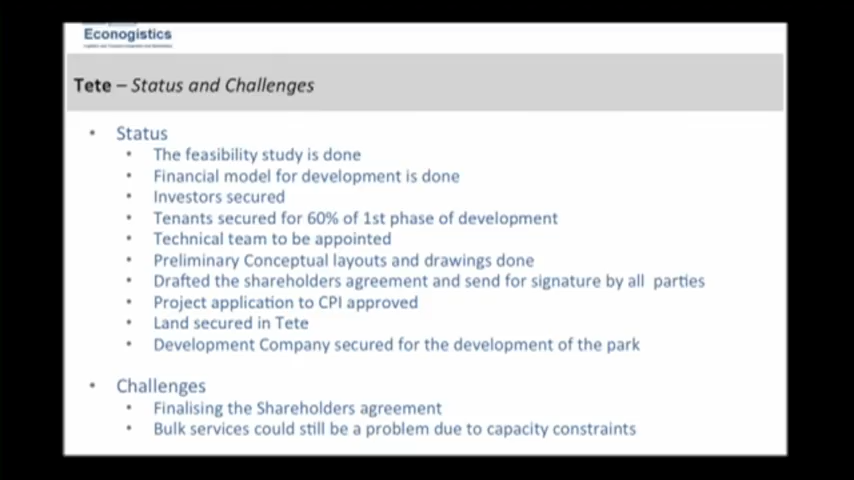 Econogistics
Tete – Status and Challenges
• Status
• The feasibility study is done
• Financial model for development is done
• Investors secured
• Tenants secured for 60% of 1st phase of development
• Technical team to be appointed
• Preliminary Conceptual layouts and drawings done
• Drafted the shareholders agreement and send for signature by all parties
• Project application to CPI approved
• Land secured in Tete
• Development Company secured for the development of the park
• Challenges
• Finalising the Shareholders agreement
• Bulk services could still be a problem due to capacity constraints